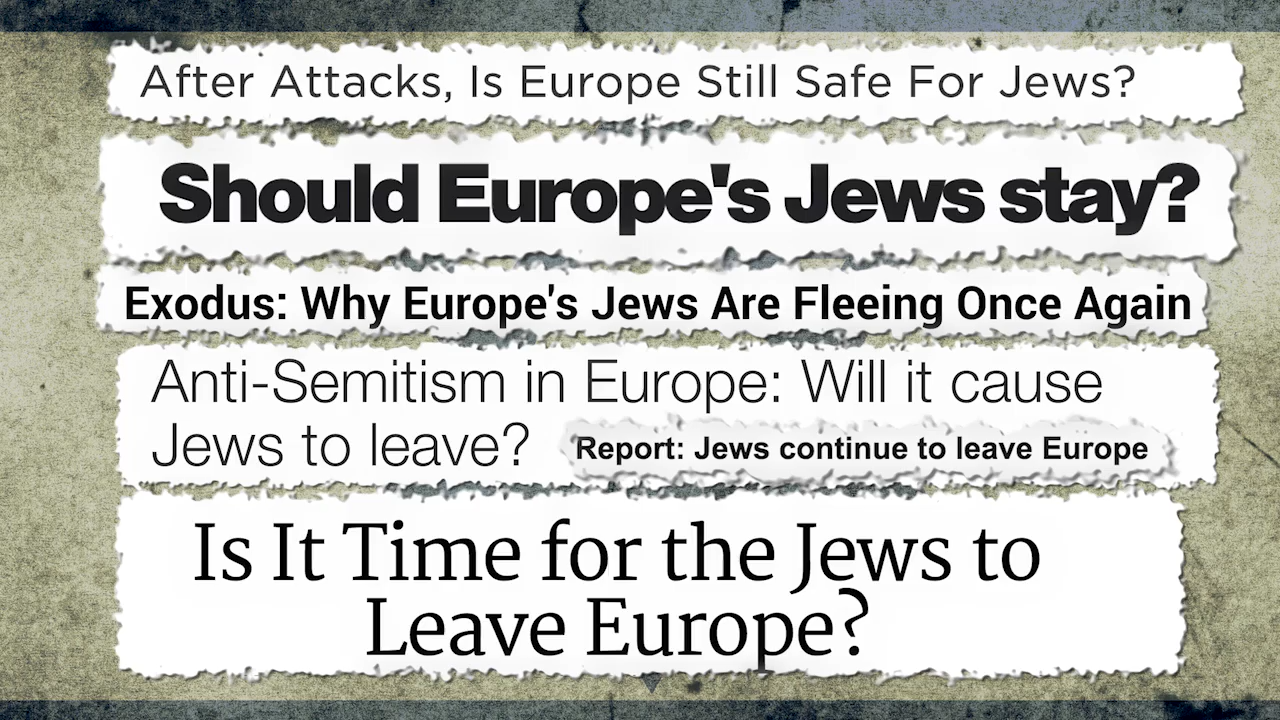 After Attacks, Is Europe Still Safe For Jews?
Should Europe's Jews stay?
Exodus: Why Europe's Jews Are Fleeing Once Again
Anti-Semitism in Europe: Will it cause
Jews to leave?
Report: Jews continue to leave Europe
Is It Time for the Jews to
Leave Europe?